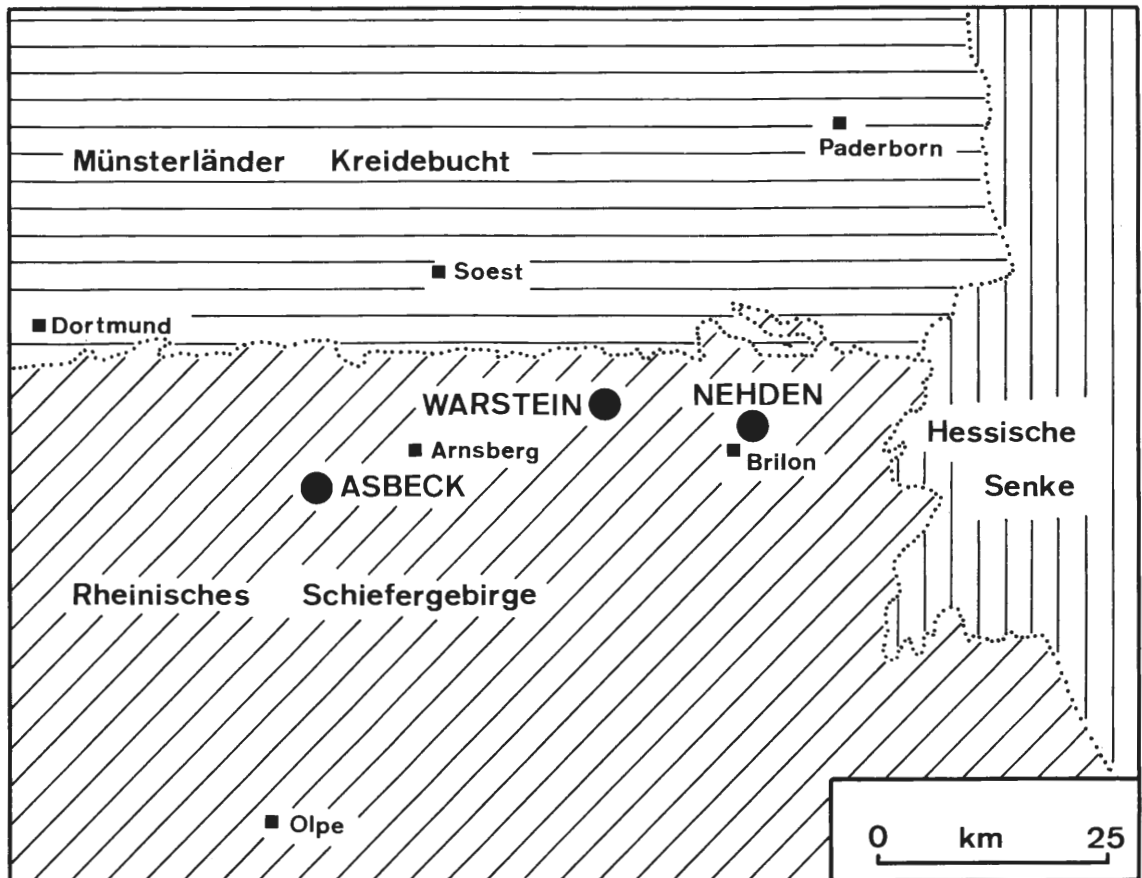 Paderborn
Münsterländer Kreidebucht
Soest
Dortmund
NEHDEN
WARSTEIN
Hessische
Arnsberg
Brilon
ASBECK
Senke
Rheinisches Schiefergebirge
Olpe
0 km 25